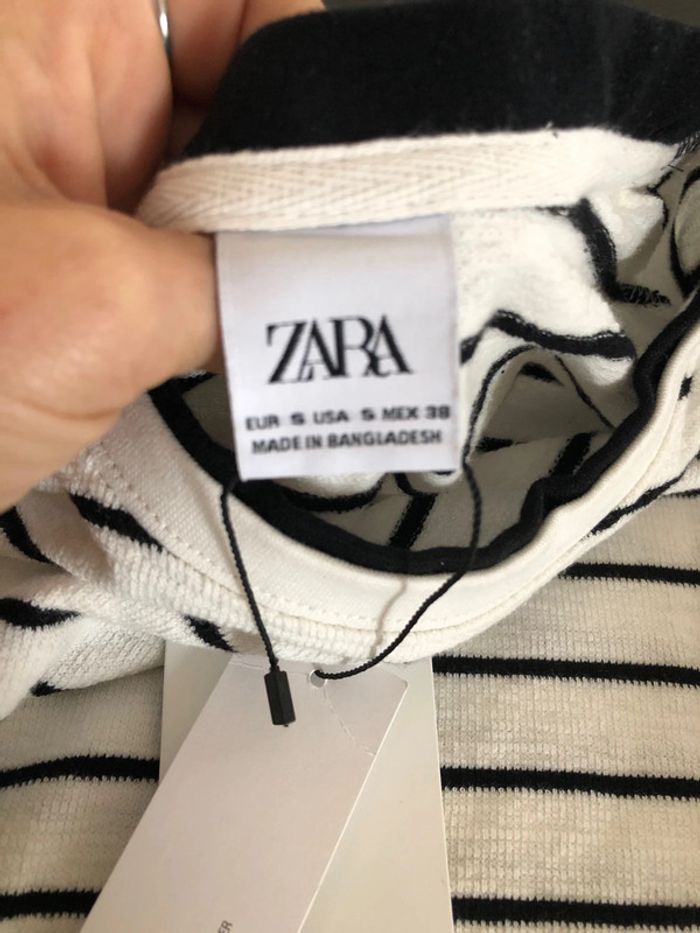 ZARA
EUR S USA S MEX 38
MADE IN BANGLADESH